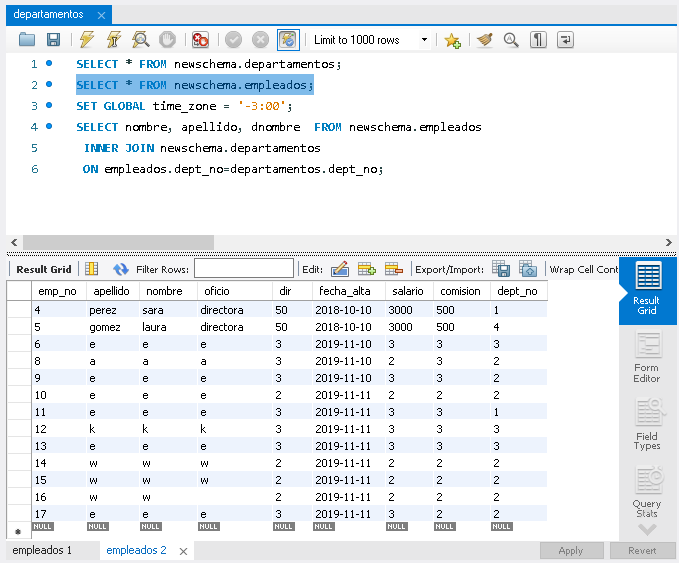 departamentos
Limit to 1000 rows
1 SELECT * FROM newschema.departamentos;
2 SELECT * FROM newschema.empleados;
3 SET GLOBAL time_zone = '-3:00';
4 SELECT nombre, apellido, dnombre FROM newschema.empleados
5 INNER JOIN newschema.departamentos
6 ON empleados.dept_no=departamentos.dept_no;
Result Grid Filter Rows: Edit: Export/Import: Wrap Cell Cont
emp_no apellido nombre oficio dir fecha_alta salario comision dept_no
4 perez sara directora 50 2018-10-10 3000 500 1
5 gomez laura directora 50 2018-10-10 3000 500 4
6 e e e 3 2019-11-10 3 3 3
8 a a a 3 2019-11-10 2 3 2
9 e e e 3 2019-11-10 3 3 2
10 e e e 2 2019-11-11 2 2 2
11 e e e 3 2019-11-11 3 3 1
12 k k k 3 2019-11-11 3 3 3
13 e e e 3 2019-11-11 3 3 3
14 w w w 2 2019-11-11 2 2 2
15 w w w 2 2019-11-11 2 2 2
16 w w 2 2019-11-11 2 2 2
17 e e e 3 2019-11-11 3 3 2
NULL NULL NULL NULL NULL NULL NULL NULL NULL
Result
Grid
Form
Editor
Field
Types
Query
Stats
empleados 1 empleados 2 Apply Revert